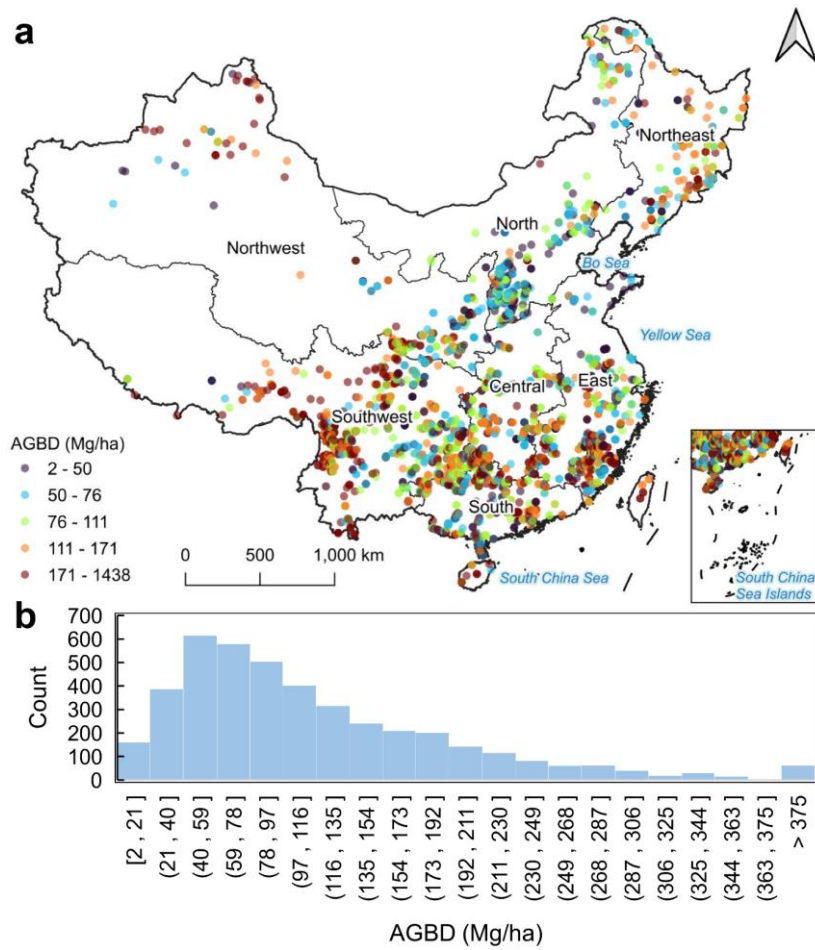 a
Northeast
North
Northwest
Bo Sea
Yellow Sea
Central
East
Southwest
South
AGBD (Mg/ha)
2 - 50
50 - 76
76 - 111
111 - 171
171 - 1438
0 500 1,000 km
South China Sea
South China
Sea Islands
b
700
600
500
400
300
200
100
0
Count
[2 , 21 ]
(21 , 40 ]
(40 , 59 ]
(59 , 78 ]
(78 , 97 ]
(97 , 116 ]
(116 , 135 ]
(135 , 154 ]
(154 , 173 ]
(173 , 192 ]
(192 , 211 ]
(211 , 230 ]
(230 , 249 ]
(249 , 268 ]
(268 , 287 ]
(287 , 306 ]
(306 , 325 ]
(325 , 344 ]
(344 , 363 ]
(363 , 375 ]
> 375
AGBD (Mg/ha)